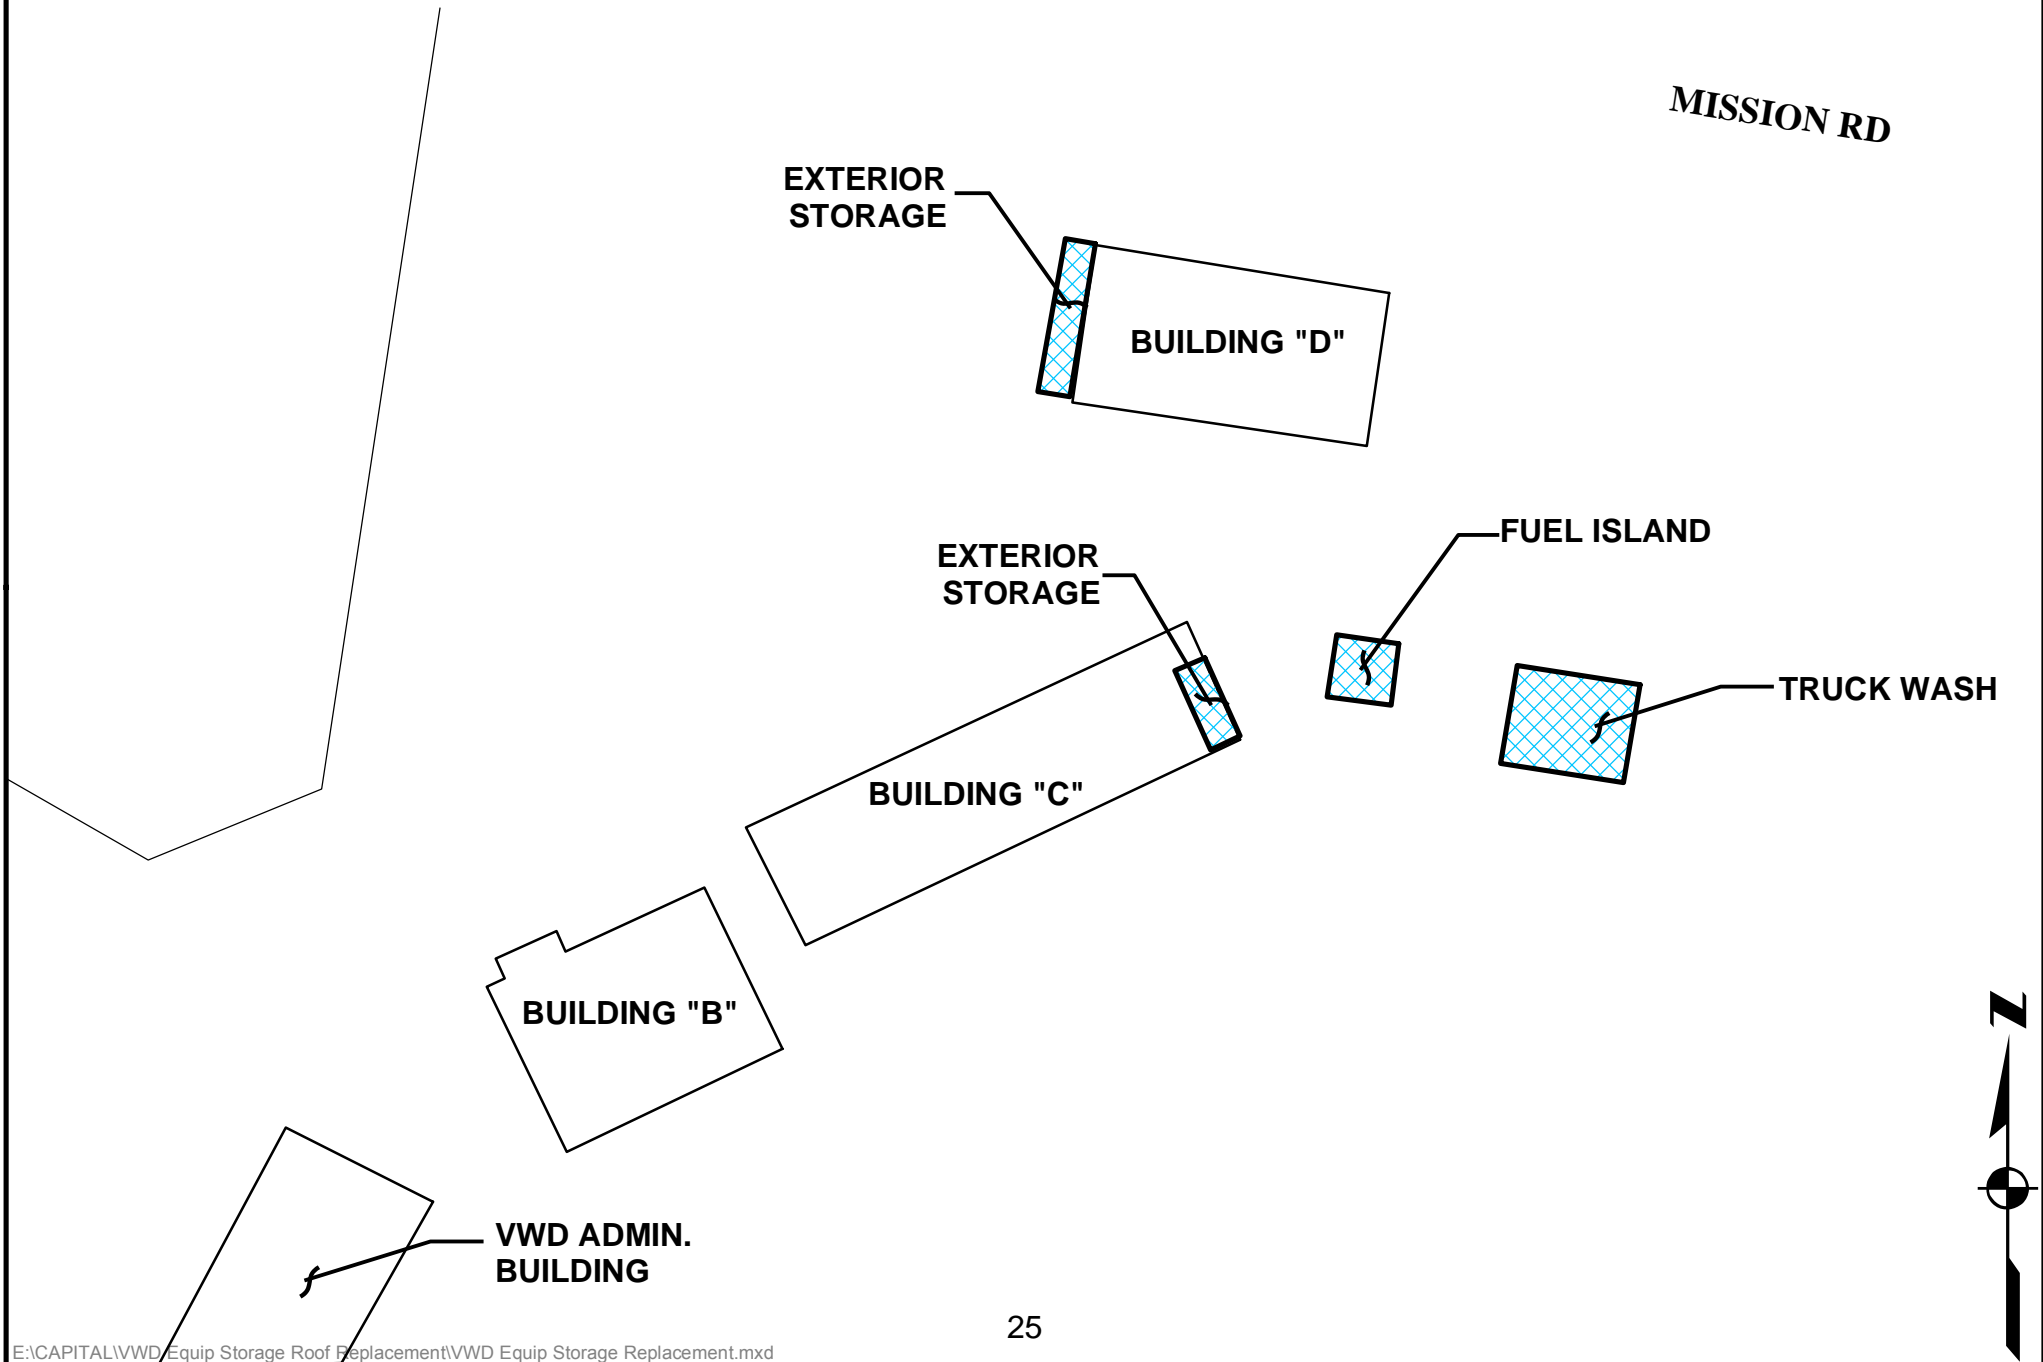 MISSION RD
EXTERIOR
STORAGE
BUILDING "D"
FUEL ISLAND
EXTERIOR
STORAGE
TRUCK WASH
BUILDING "C"
BUILDING "B"
N
VWD ADMIN.
BUILDING
25
E:\CAPITAL\VWD Equip Storage Roof Replacement\VWD Equip Storage Replacement.mxd